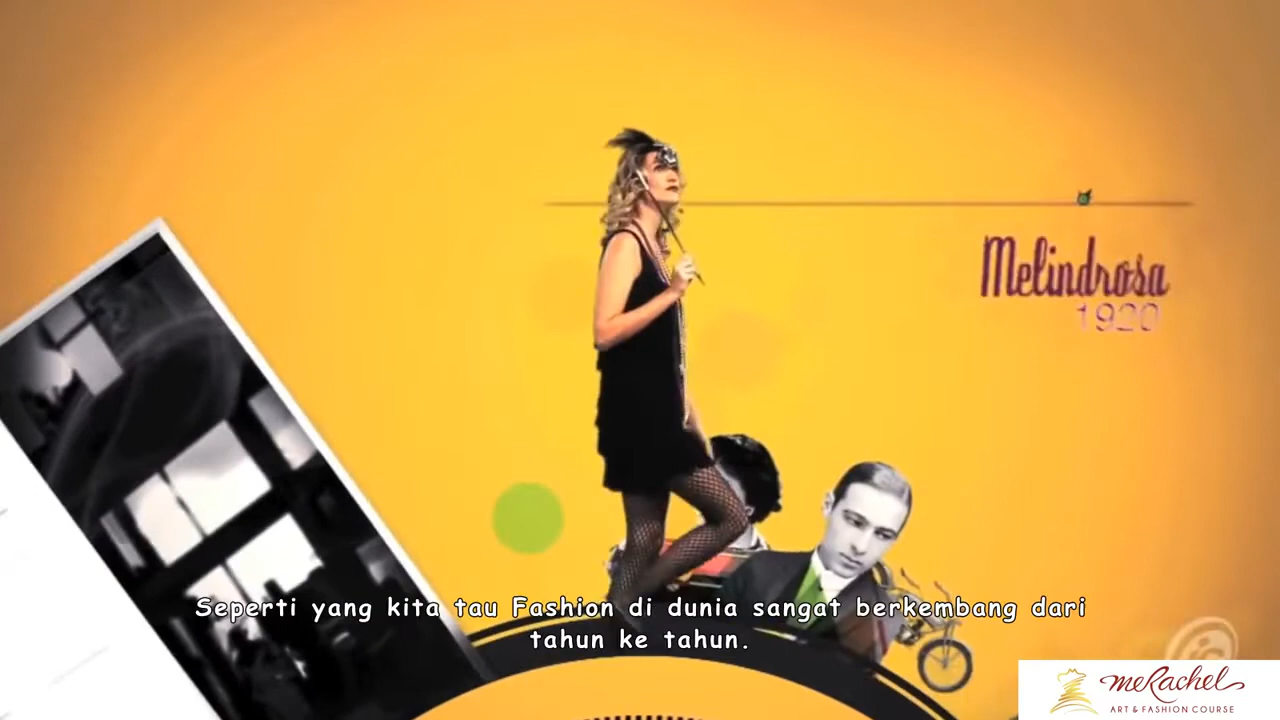 Melindrosa
1920
Seperti yang kita tau Fashion di dunia sangat berkembang dari
tahun ke tahun.
meRachel
ART & FASHION COURSE